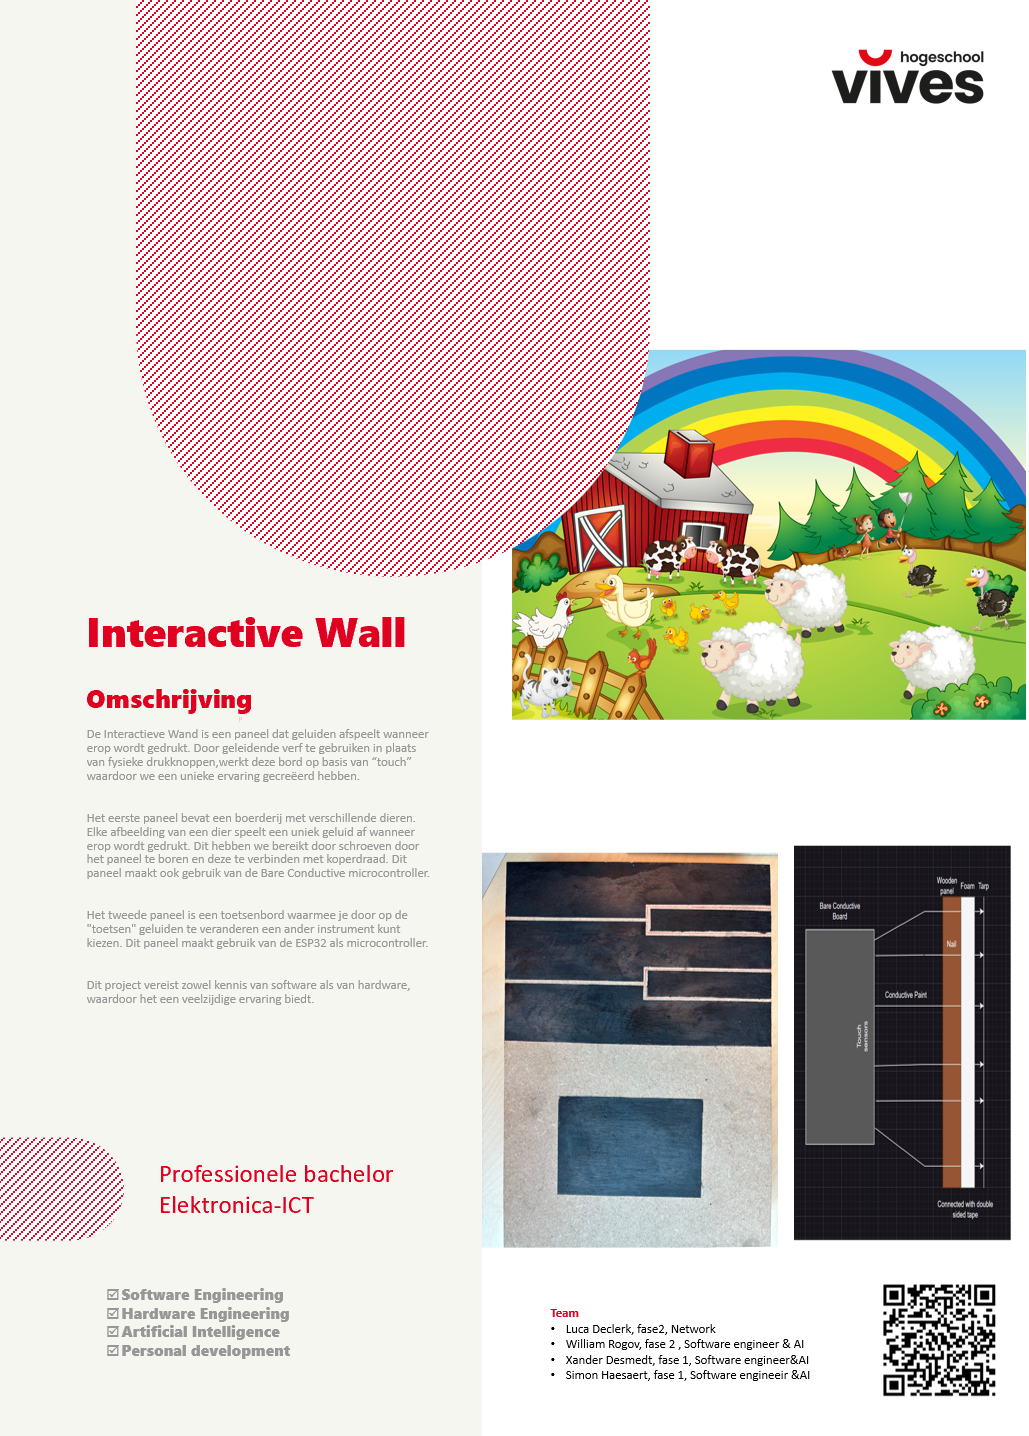 hogeschool
vives
Interactive Wall
Omschrijving
De Interactieve Wand is een paneel dat geluiden afspeelt wanneer
erop wordt gedrukt. Door geleidende verf te gebruiken in plaats
van fysieke drukknoppen,werkt deze bord op basis van “touch”
waardoor we een unieke ervaring gecreëerd hebben.
Het eerste paneel bevat een boerderij met verschillende dieren.
Elke afbeelding van een dier speelt een uniek geluid af wanneer
erop wordt gedrukt. Dit hebben we bereikt door schroeven door
het paneel te boren en deze te verbinden met koperdraad. Dit
paneel maakt ook gebruik van de Bare Conductive microcontroller.
Het tweede paneel is een toetsenbord waarmee je door op de
"toetsen" geluiden te veranderen een ander instrument kunt
kiezen. Dit paneel maakt gebruik van de ESP32 als microcontroller.
Dit project vereist zowel kennis van software als van hardware,
waardoor het een veelzijdige ervaring biedt.
Wooden
panel
Foam
Tarp
Bare Conductive
Board
Nail
Conductive Paint
Touch
sensors
Connected with double
sided tape
Professionele bachelor
Elektronica-ICT
☑ Software Engineering
☑ Hardware Engineering
☑ Artificial Intelligence
☑ Personal development
Team
• Luca Declerk, fase2, Network
• William Rogov, fase 2 , Software engineer & AI
• Xander Desmedt, fase 1, Software engineer&AI
• Simon Haesaert, fase 1, Software engineeir &AI